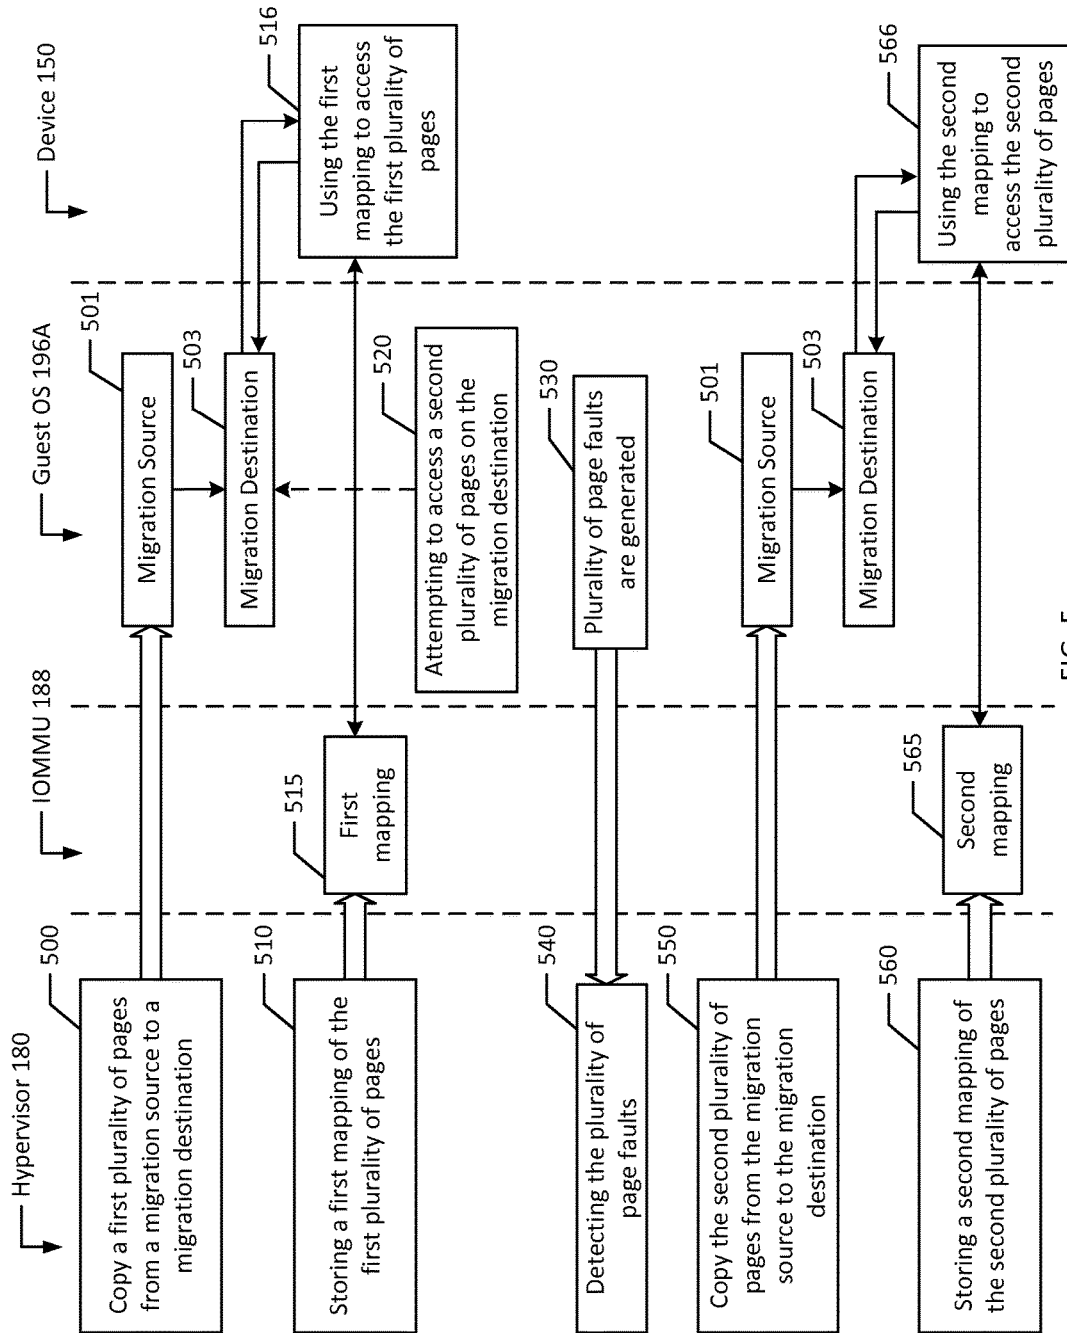 Hypervisor 180
IOMMU 188
Guest OS 196A
Device 150
500
Copy a first plurality of pages
from a migration source to a
migration destination
501
Migration Source
503
Migration Destination
510
Storing a first mapping of the
first plurality of pages
515
First
mapping
516
Using the first
mapping to access
the first plurality of
pages
520
Attempting to access a second
plurality of pages on the
migration destination
530
Plurality of page faults
are generated
540
Detecting the plurality of
page faults
550
Copy the second plurality of
pages from the migration
source to the migration
destination
501
Migration Source
503
Migration Destination
560
Storing a second mapping of
the second plurality of pages
565
Second
mapping
566
Using the second
mapping to
access the second
plurality of pages